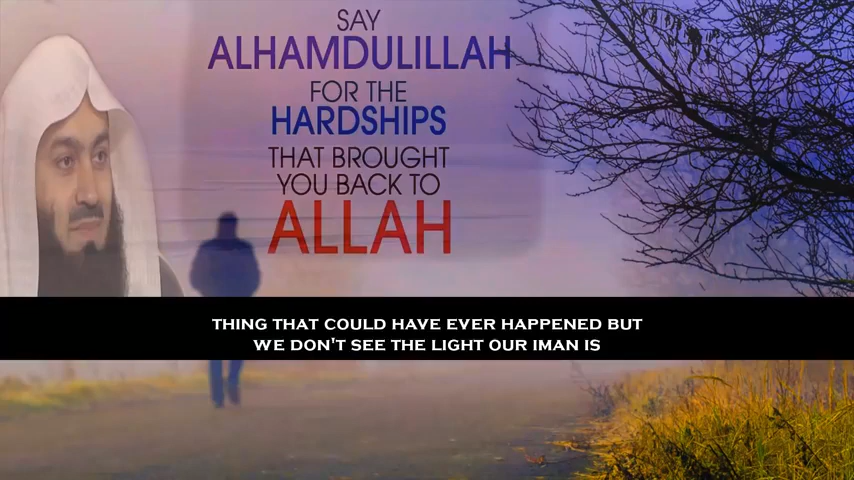 SAY
ALHAMDULILLAH
FOR THE
HARDSHIPS
THAT BROUGHT
YOU BACK TO
ALLAH
THING THAT COULD HAVE EVER HAPPENED BUT
WE DON'T SEE THE LIGHT OUR IMAN IS